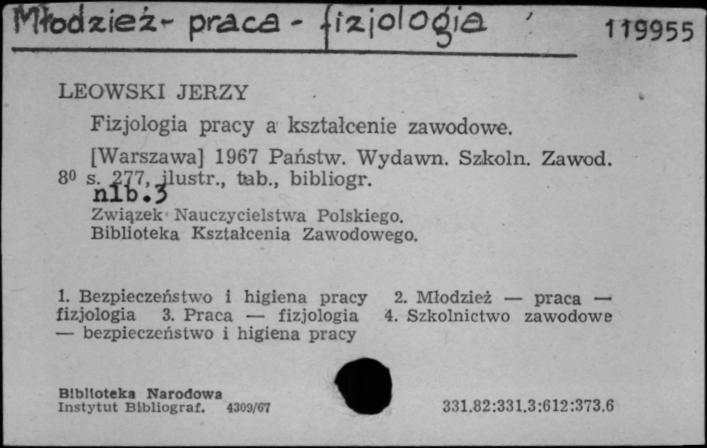 Młodzież - praca - fizjologia 119955
LEOWSKI JERZY
Fizjologia pracy a kształcenie zawodowe.
[Warszawa] 1967 Państw. Wydawn. Szkoln. Zawod.
8⁰ s. 277, ilustr., tab., bibliogr.
nlb. 3
Związek Nauczycielstwa Polskiego.
Biblioteka Kształcenia Zawodowego.
1. Bezpieczeństwo i higiena pracy 2. Młodzież — praca —
fizjologia 3. Praca — fizjologia 4. Szkolnictwo zawodowe
— bezpieczeństwo i higiena pracy
Biblioteka Narodowa
Instytut Bibliograf. 4309/67 331.82:331.3:612:373.6